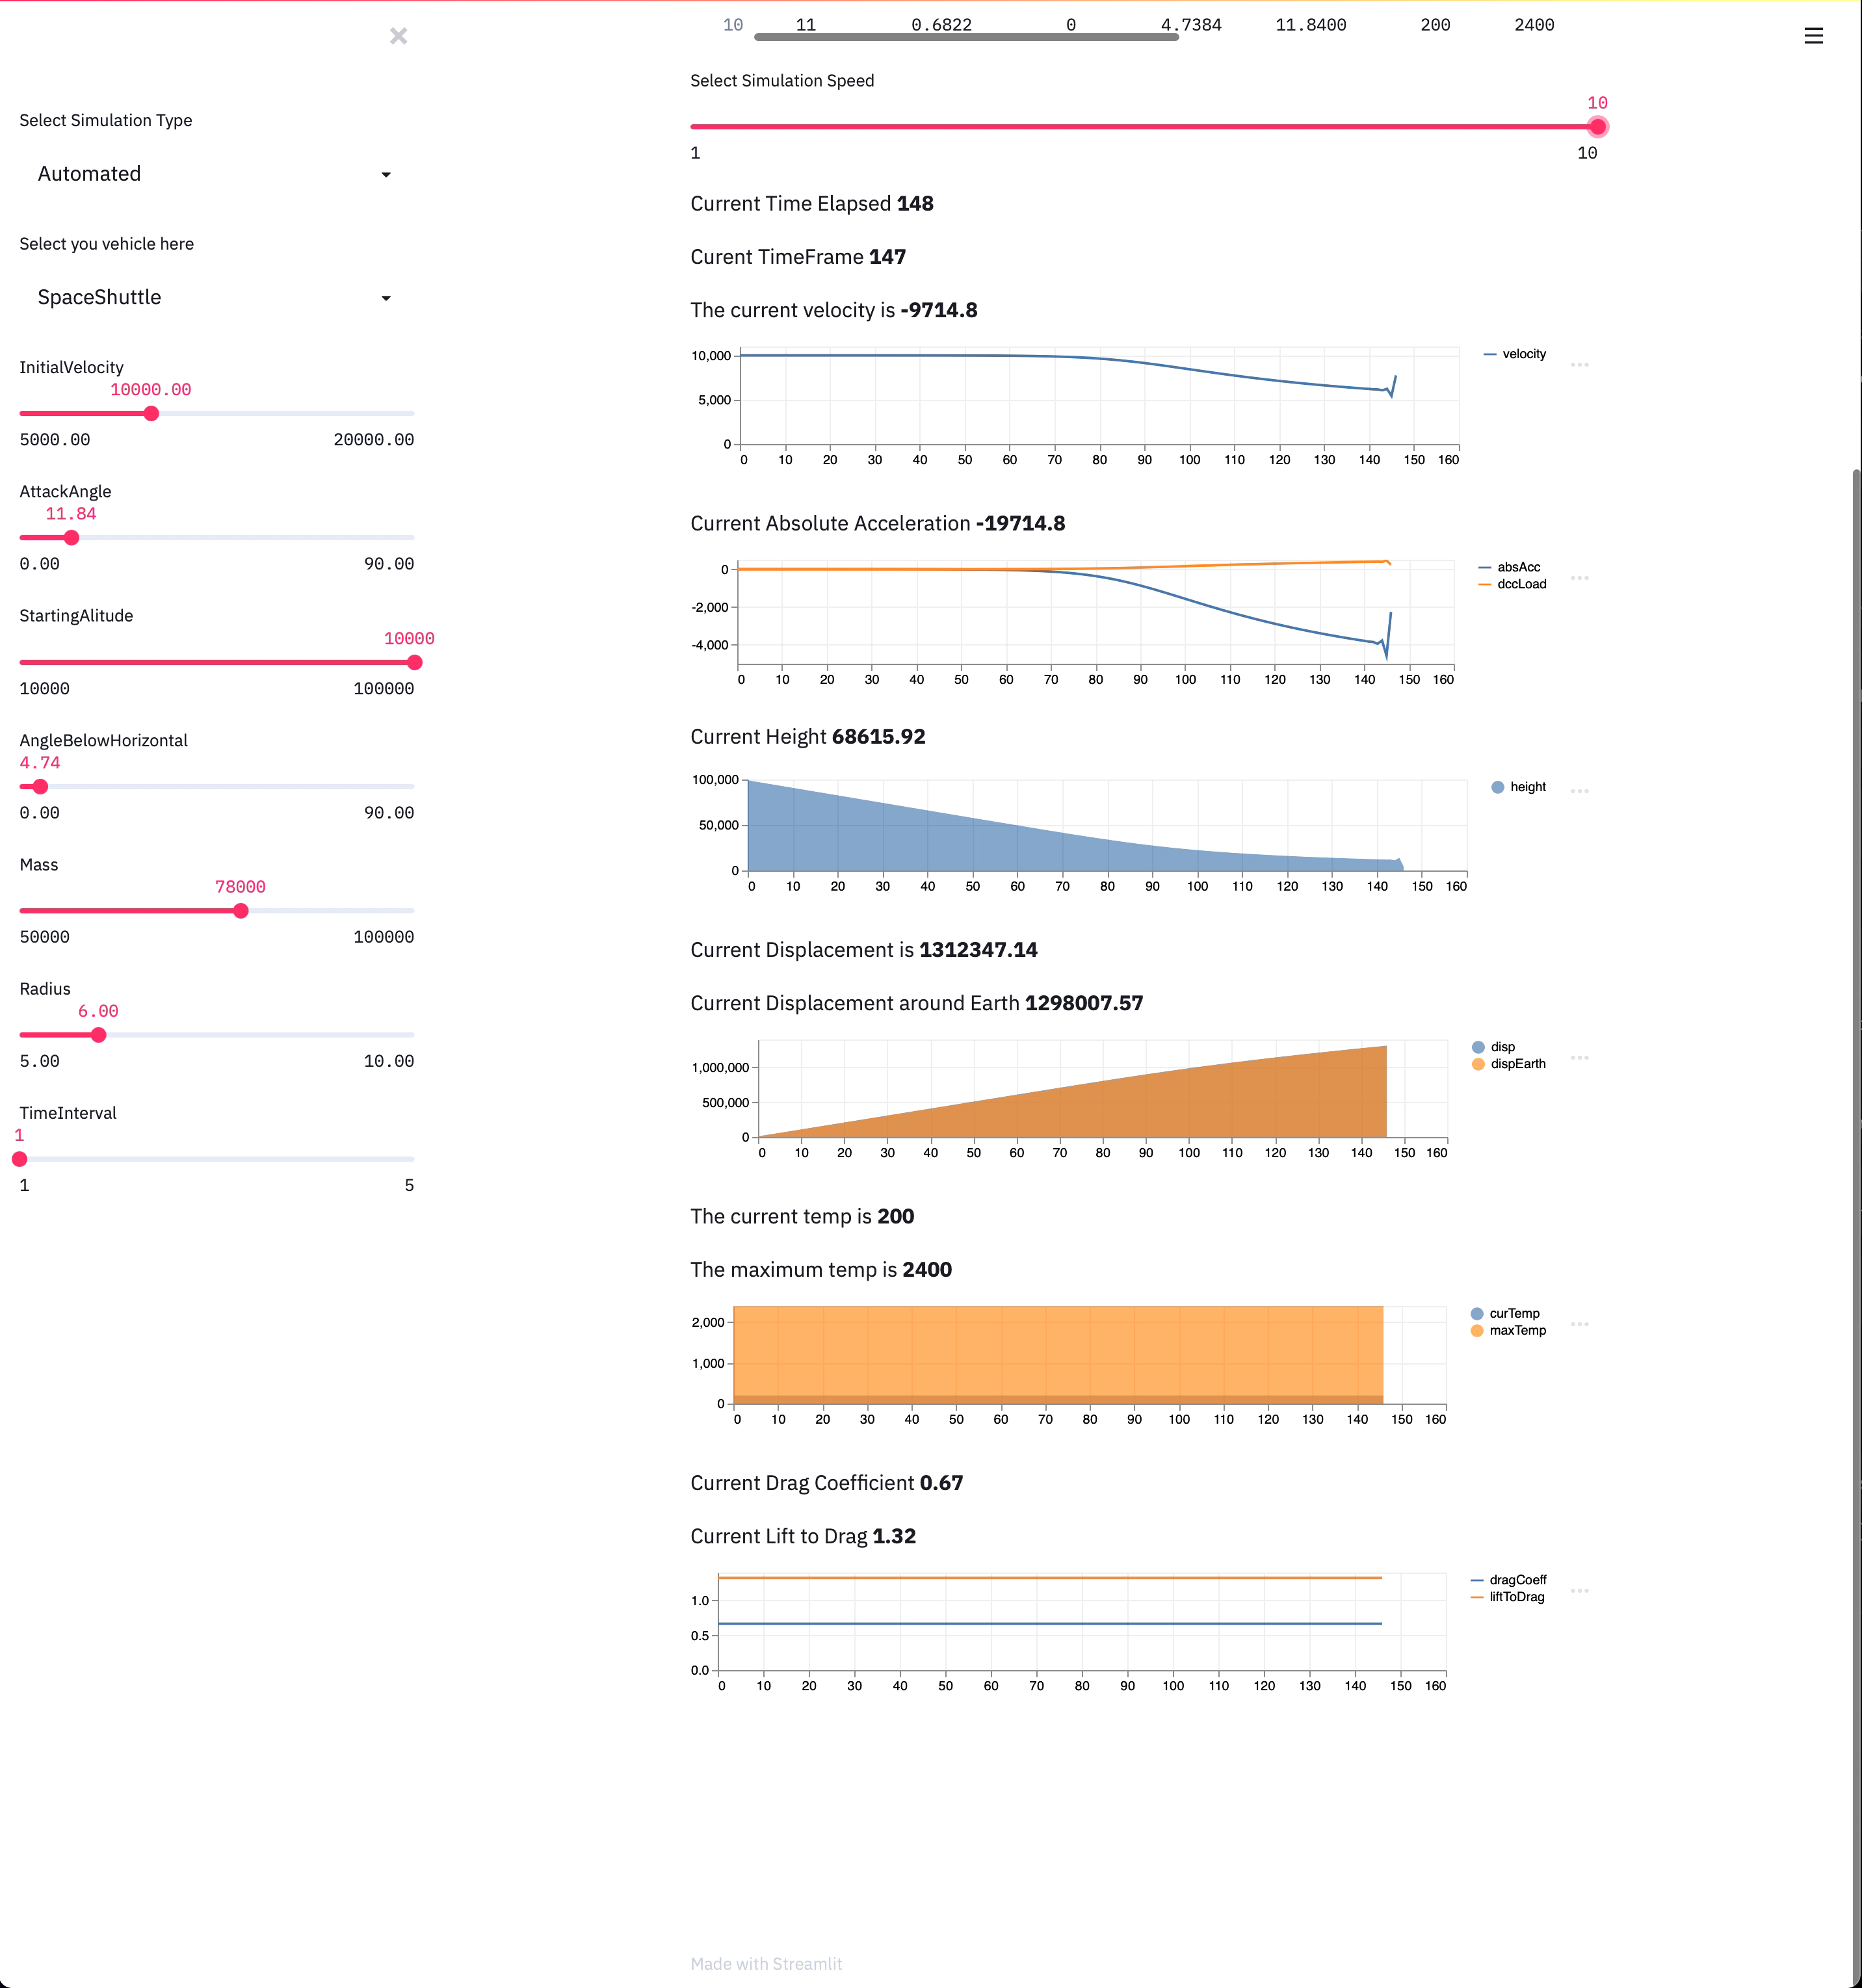 Select Simulation Type
Automated
Select you vehicle here
SpaceShuttle
InitialVelocity
10000.00
5000.00 20000.00
AttackAngle
11.84
0.00 90.00
StartingAlitude
10000
10000 100000
AngleBelowHorizontal
4.74
0.00 90.00
Mass
78000
50000 100000
Radius
6.00
5.00 10.00
TimeInterval
1
1 5
10 11 0.6822 0 4.7384 11.8400 200 2400
Select Simulation Speed
10
1 10
Current Time Elapsed 148
Curent TimeFrame 147
The current velocity is -9714.8
10,000
5,000
0
0 10 20 30 40 50 60 70 80 90 100 110 120 130 140 150 160
velocity
Current Absolute Acceleration -19714.8
0
-2,000
-4,000
0 10 20 30 40 50 60 70 80 90 100 110 120 130 140 150 160
absAcc
dccLoad
Current Height 68615.92
100,000
50,000
0
0 10 20 30 40 50 60 70 80 90 100 110 120 130 140 150 160
height
Current Displacement is 1312347.14
Current Displacement around Earth 1298007.57
1,000,000
500,000
0
0 10 20 30 40 50 60 70 80 90 100 110 120 130 140 150 160
disp
dispEarth
The current temp is 200
The maximum temp is 2400
2,000
1,000
0
0 10 20 30 40 50 60 70 80 90 100 110 120 130 140 150 160
curTemp
maxTemp
Current Drag Coefficient 0.67
Current Lift to Drag 1.32
1.0
0.5
0.0
0 10 20 30 40 50 60 70 80 90 100 110 120 130 140 150 160
dragCoeff
liftToDrag
Made with Streamlit